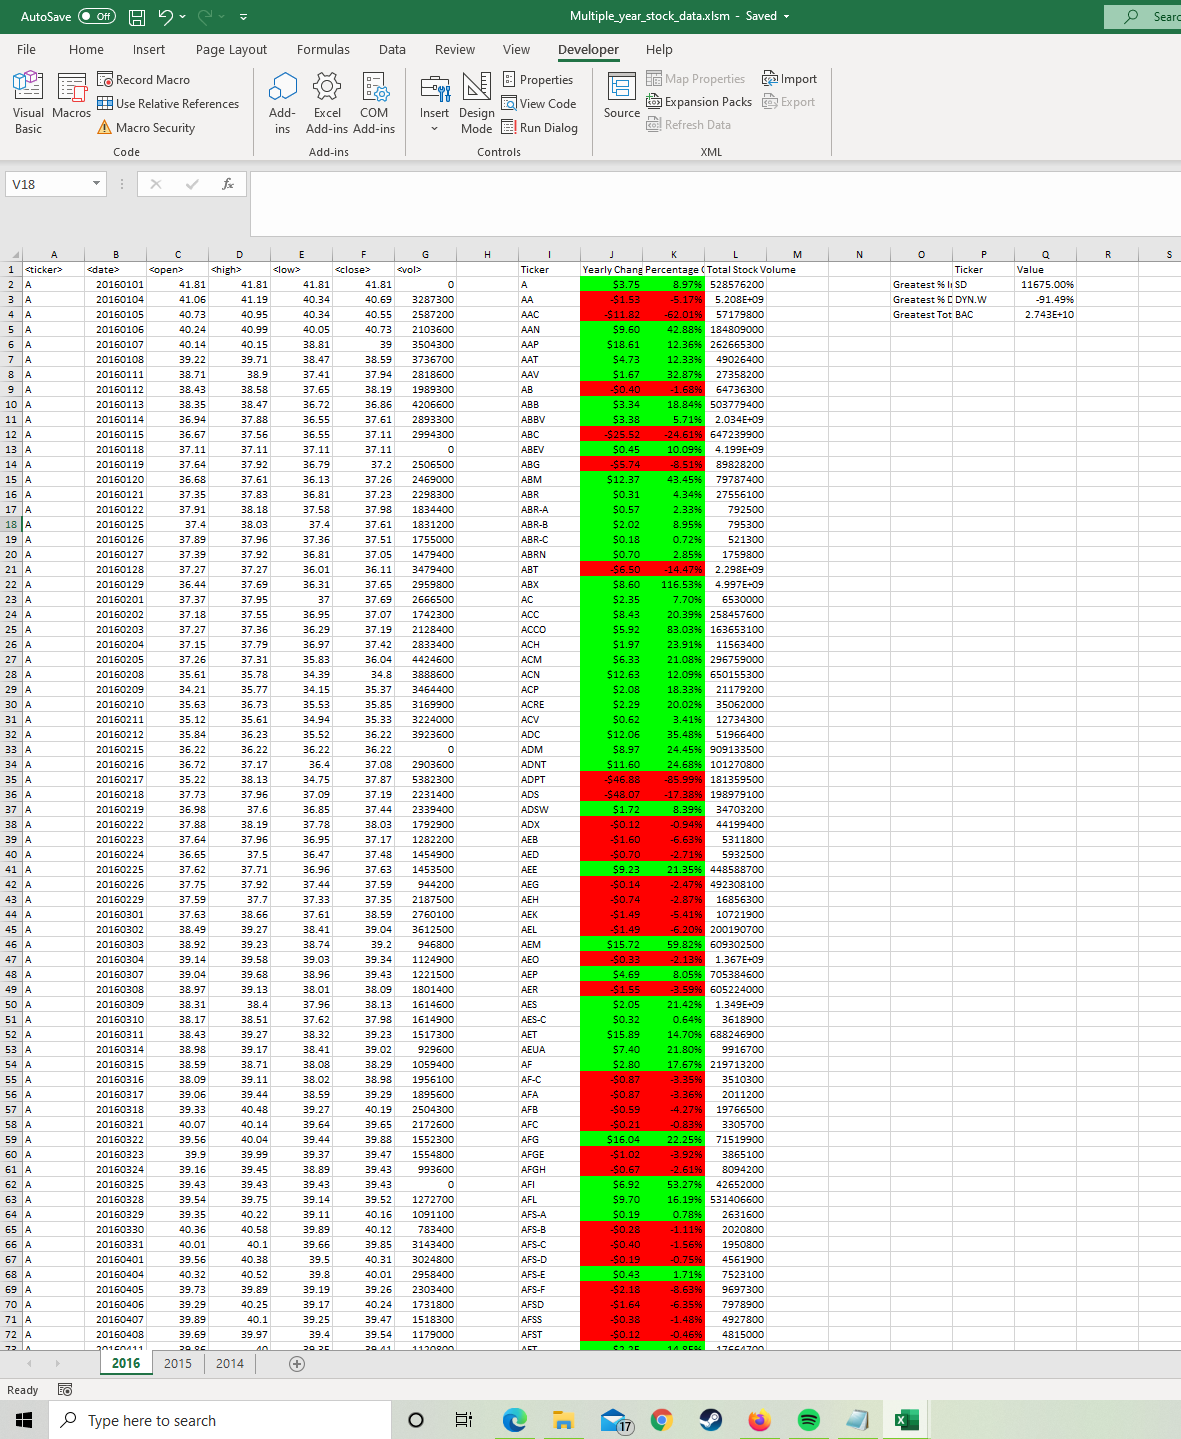 AutoSave Off Multiple_year_stock_data.xlsm - Saved Searc
File Home Insert Page Layout Formulas Data Review View Developer Help
Visual Basic Macros Record Macro Use Relative References Macro Security Code
Add-ins Excel Add-ins COM Add-ins Add-ins
Insert Design Mode Properties View Code Run Dialog Controls
Source Map Properties Expansion Packs Refresh Data Import Export XML
V18 fx
A B C D E F G H I J K L M N O P Q R S
1 <ticker> <date> <open> <high> <low> <close> <vol> Ticker Yearly Chang Percentage Total Stock Volume Ticker Value
2 A 20160101 41.81 41.81 41.81 41.81 0 A $3.75 8.97% 528576200 Greatest % I SD 11675.00%
3 A 20160104 41.06 41.19 40.34 40.69 3287300 AA -$1.53 -5.17% 5.208E+09 Greatest % D DYN.W -91.49%
4 A 20160105 40.73 40.95 40.34 40.55 2587200 AAC -$11.82 -62.01% 57179800 Greatest Tot BAC 2.743E+10
5 A 20160106 40.24 40.99 40.05 40.73 2103600 AAN $9.60 42.88% 184809000
6 A 20160107 40.14 40.15 38.81 39 3504300 AAP $18.61 12.36% 262665300
7 A 20160108 39.22 39.71 38.47 38.59 3736700 AAT $4.73 12.33% 49026400
8 A 20160111 38.71 38.9 37.41 37.94 2818600 AAV $1.67 32.87% 27358200
9 A 20160112 38.43 38.58 37.65 38.19 1989300 AB -$0.40 -1.68% 64736300
10 A 20160113 38.35 38.47 36.72 36.86 4206600 ABB $3.34 18.84% 503779400
11 A 20160114 36.94 37.88 36.55 37.61 2893300 ABBV $3.38 5.71% 2.034E+09
12 A 20160115 36.67 37.56 36.55 37.11 2994300 ABC -$25.52 -24.61% 647239900
13 A 20160118 37.11 37.11 37.11 37.11 0 ABEV $0.45 10.09% 4.199E+09
14 A 20160119 37.64 37.92 36.79 37.2 2506500 ABG -$5.74 -8.51% 89828200
15 A 20160120 36.68 37.61 36.13 37.26 2469000 ABM $12.37 43.45% 79787400
16 A 20160121 37.35 37.83 36.81 37.23 2298300 ABR $0.31 4.34% 27556100
17 A 20160122 37.91 38.18 37.58 37.98 1834400 ABR-A $0.57 2.33% 792500
18 A 20160125 37.4 38.03 37.4 37.61 1831200 ABR-B $2.02 8.95% 795300
19 A 20160126 37.89 37.96 37.36 37.51 1755000 ABR-C $0.18 0.72% 521300
20 A 20160127 37.39 37.92 36.81 37.05 1479400 ABRN $0.70 2.85% 1759800
21 A 20160128 37.27 37.27 36.01 36.11 3479400 ABT -$6.50 -14.47% 2.298E+09
22 A 20160129 36.44 37.69 36.31 37.65 2959800 ABX $8.60 116.53% 4.997E+09
23 A 20160201 37.37 37.95 37 37.69 2666500 AC $2.35 7.70% 6530000
24 A 20160202 37.18 37.55 36.95 37.07 1742300 ACC $8.43 20.39% 258457600
25 A 20160203 37.27 37.36 36.29 37.19 2128400 ACCO $5.92 83.03% 163653100
26 A 20160204 37.15 37.79 36.97 37.42 2833400 ACH $1.97 23.91% 11563400
27 A 20160205 37.26 37.31 35.83 36.04 4424600 ACM $6.33 21.08% 296759000
28 A 20160208 35.61 35.78 34.39 34.8 3888600 ACN $12.63 12.09% 650155300
29 A 20160209 34.21 35.77 34.15 35.37 3464400 ACP $2.08 18.33% 21179200
30 A 20160210 35.63 36.73 35.53 35.85 3169900 ACRE $2.29 20.02% 35062000
31 A 20160211 35.12 35.61 34.94 35.33 3224000 ACV $0.62 3.41% 12734300
32 A 20160212 35.84 36.23 35.52 36.22 3923600 ADC $12.06 35.48% 51966400
33 A 20160215 36.22 36.22 36.22 36.22 0 ADM $8.97 24.45% 909133500
34 A 20160216 36.72 37.17 36.4 37.08 2903600 ADNT $11.60 24.68% 101270800
35 A 20160217 35.22 38.13 34.75 37.87 5382300 ADPT -$46.88 -85.99% 181359500
36 A 20160218 37.73 37.96 37.09 37.19 2231400 ADS -$48.07 -17.38% 198979100
37 A 20160219 36.98 37.6 36.85 37.44 2339400 ADSW $1.72 8.39% 34703200
38 A 20160222 37.88 38.19 37.78 38.03 1792900 ADX -$0.12 -0.94% 44199400
39 A 20160223 37.64 37.96 36.95 37.17 1282200 AEB -$1.60 -6.63% 5311800
40 A 20160224 36.65 37.5 36.47 37.48 1454900 AED -$0.70 -2.71% 5932500
41 A 20160225 37.62 37.71 36.96 37.63 1453500 AEE $9.23 21.35% 448588700
42 A 20160226 37.75 37.92 37.44 37.59 944200 AEG -$0.14 -2.47% 492308100
43 A 20160229 37.59 37.7 37.33 37.35 2187500 AEH -$0.74 -2.87% 16856300
44 A 20160301 37.63 38.66 37.61 38.59 2760100 AEK -$1.49 -5.41% 10721900
45 A 20160302 38.49 39.27 38.41 39.04 3612500 AEL -$1.49 -6.20% 200190700
46 A 20160303 38.92 39.23 38.74 39.2 946800 AEM $15.72 59.82% 609302500
47 A 20160304 39.14 39.58 39.03 39.34 1124900 AEO -$0.33 -2.13% 1.367E+09
48 A 20160307 39.04 39.68 38.96 39.43 1221500 AEP $4.69 8.05% 705384600
49 A 20160308 38.97 39.13 38.01 38.09 1801400 AER -$1.55 -3.59% 605224000
50 A 20160309 38.31 38.4 37.96 38.13 1614600 AES $2.05 21.42% 1.349E+09
51 A 20160310 38.17 38.51 37.62 37.98 1614900 AES-C $0.32 0.64% 3618900
52 A 20160311 38.43 39.27 38.32 39.23 1517300 AET $15.89 14.70% 688246900
53 A 20160314 38.98 39.17 38.41 39.02 929600 AEUA $7.40 21.80% 9916700
54 A 20160315 38.59 38.71 38.08 38.29 1059400 AF $2.80 17.67% 219713200
55 A 20160316 38.09 39.11 38.02 38.98 1956100 AF-C -$0.87 -3.35% 3510300
56 A 20160317 39.06 39.44 38.59 39.29 1895600 AFA -$0.87 -3.36% 2011200
57 A 20160318 39.33 40.48 39.27 40.19 2504300 AFB -$0.59 -4.27% 19766500
58 A 20160321 40.07 40.14 39.64 39.65 2172600 AFC -$0.21 -0.83% 3305700
59 A 20160322 39.56 40.04 39.44 39.88 1552300 AFG $16.04 22.25% 71519900
60 A 20160323 39.9 39.99 39.37 39.47 1554800 AFGE -$1.02 -3.92% 3865100
61 A 20160324 39.16 39.45 38.89 39.43 993600 AFGH -$0.67 -2.61% 8094200
62 A 20160325 39.43 39.43 39.43 39.43 0 AFI $6.92 53.27% 42652000
63 A 20160328 39.54 39.75 39.14 39.52 1272700 AFL $9.70 16.19% 531406600
64 A 20160329 39.35 40.22 39.11 40.16 1091100 AFS-A $0.19 0.78% 2631600
65 A 20160330 40.36 40.58 39.89 40.12 783400 AFS-B -$0.28 -1.11% 2020800
66 A 20160331 40.01 40.1 39.66 39.85 3143400 AFS-C -$0.40 -1.56% 1950800
67 A 20160401 39.56 40.38 39.5 40.31 3024800 AFS-D -$0.19 -0.75% 4561900
68 A 20160404 40.32 40.52 39.8 40.01 2958400 AFS-E $0.43 1.71% 7523100
69 A 20160405 39.73 39.89 39.19 39.26 2303400 AFS-F -$2.18 -8.63% 9697300
70 A 20160406 39.29 40.25 39.17 40.24 1731800 AFSD -$1.64 -6.35% 7978900
71 A 20160407 39.89 40.1 39.25 39.47 1518300 AFSS -$0.38 -1.48% 4927800
72 A 20160408 39.69 39.97 39.4 39.54 1179000 AFST -$0.12 -0.46% 4815000
2016 2015 2014
Ready
Type here to search 17